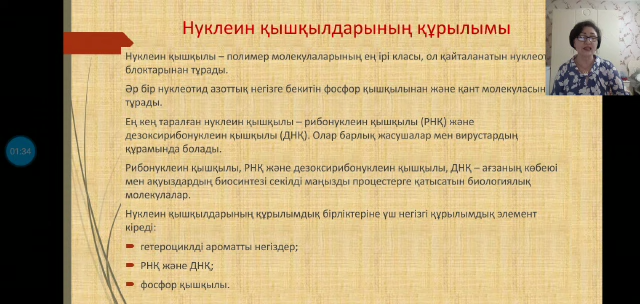 Нуклеин қышқылдарының құрылымы
Нуклеин қышқылы – полимер молекулаларының ең ірі класы, ол қайталанатын
блоктарынан тұрады.
Әр бір нуклеотид азоттық негізге бекитін фосфор қышқылынан және қант
тұрады.
Ең кең таралған нуклеин қышқылы – рибонуклеин қышқылы (РНҚ) және
дезоксирибонуклеин қышқылы (ДНҚ). Олар барлық жасушалар мен вирустардың
құрамында болады.
Рибонуклеин қышқылы, РНҚ және дезоксирибонуклеин қышқылы, ДНҚ – ағзаның көбеюі
мен ақуыздардың биосинтезі секілді маңызды процестерге қатысатын биологиялық
молекулалар.
Нуклеин қышқылдарының құрылымдық бірліктеріне үш негізгі құрылымдық элемент
кіреді:
гетероциклді ароматты негіздер;
РНҚ және ДНҚ;
фосфор қышқылы.
01:34